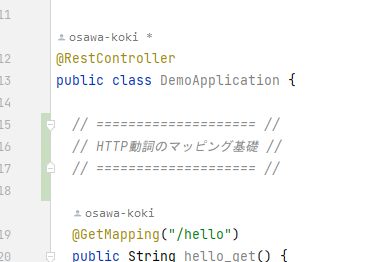 11
osawa-koki *
12 @RestController
13 public class DemoApplication {
14
15 // ==================== //
16 // HTTP動詞のマッピング基礎 //
17 // ==================== //
18
osawa-koki
19 @GetMapping("/hello")
20 public String hello_get() {